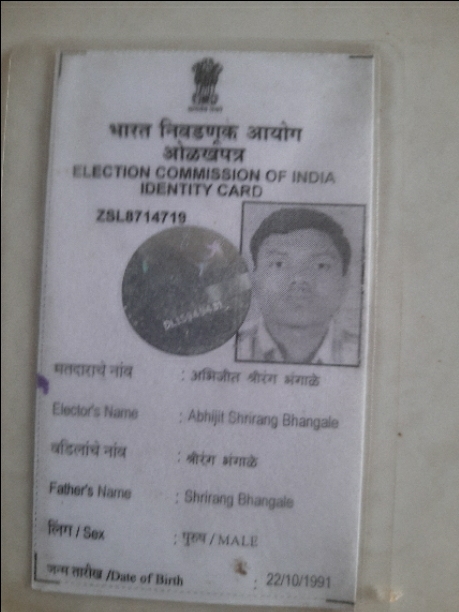 भारत निवडणूक आयोग
ओळखपत्र
ELECTION COMMISSION OF INDIA
IDENTITY CARD
ZSL8714719
मतदाराचे नांव : अभिजीत श्रीरंग भंगाळे
Elector's Name : Abhijit Shrirang Bhangale
वडिलांचे नांव : श्रीरंग भंगाळे
Father's Name : Shrirang Bhangale
लिंग / Sex : पुरुष / MALE
जन्म तारीख /Date of Birth : 22/10/1991